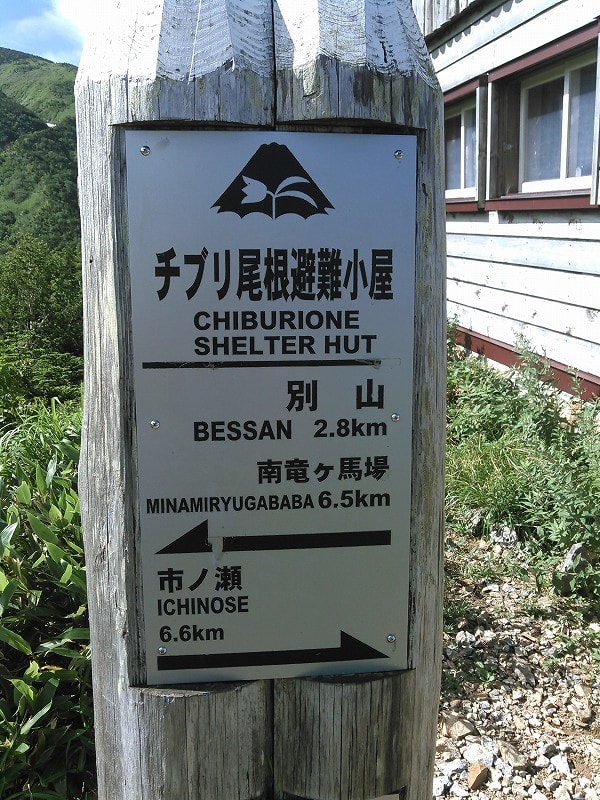 チブリ尾根避難小屋
CHIBURIONE
SHELTER HUT
別　山
BESSAN 2.8km
南竜ヶ馬場
MINAMIRYUGABABA 6.5km
市ノ瀬
ICHINOSE
6.6km